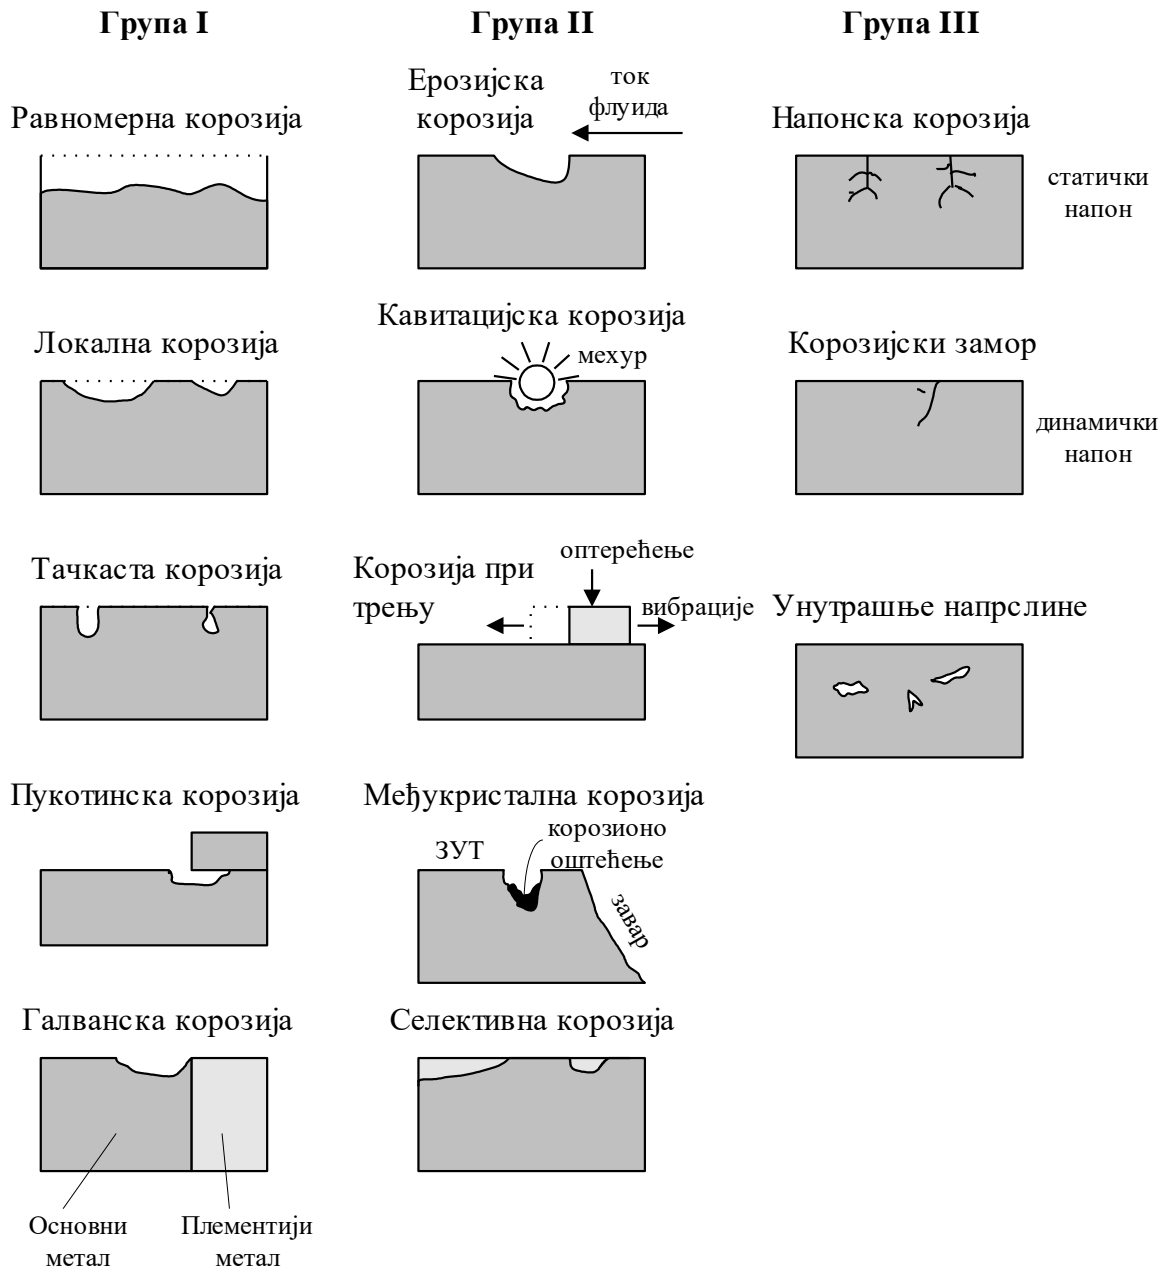 Група I
Група II
Група III
Равномерна корозија
Ерозијска
корозија
ток
флуида
Напонска корозија
статички
напон
Локална корозија
Кавитацијска корозија
мехур
Корозијски замор
динамички
напон
Тачкаста корозија
Корозија при
трењу
оптерећење
вибрације
Унутрашње напрслине
Пукотинска корозија
Међукристална корозија
ЗУТ
корозионо
оштећење
завар
Галванска корозија
Селективна корозија
Основни
метал
Плементији
метал